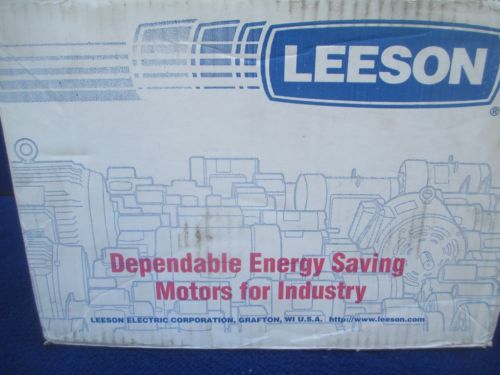 LEESON
®
Dependable Energy Saving
Motors for Industry
LEESON ELECTRIC CORPORATION, GRAFTON, WI U.S.A. http://www.leeson.com